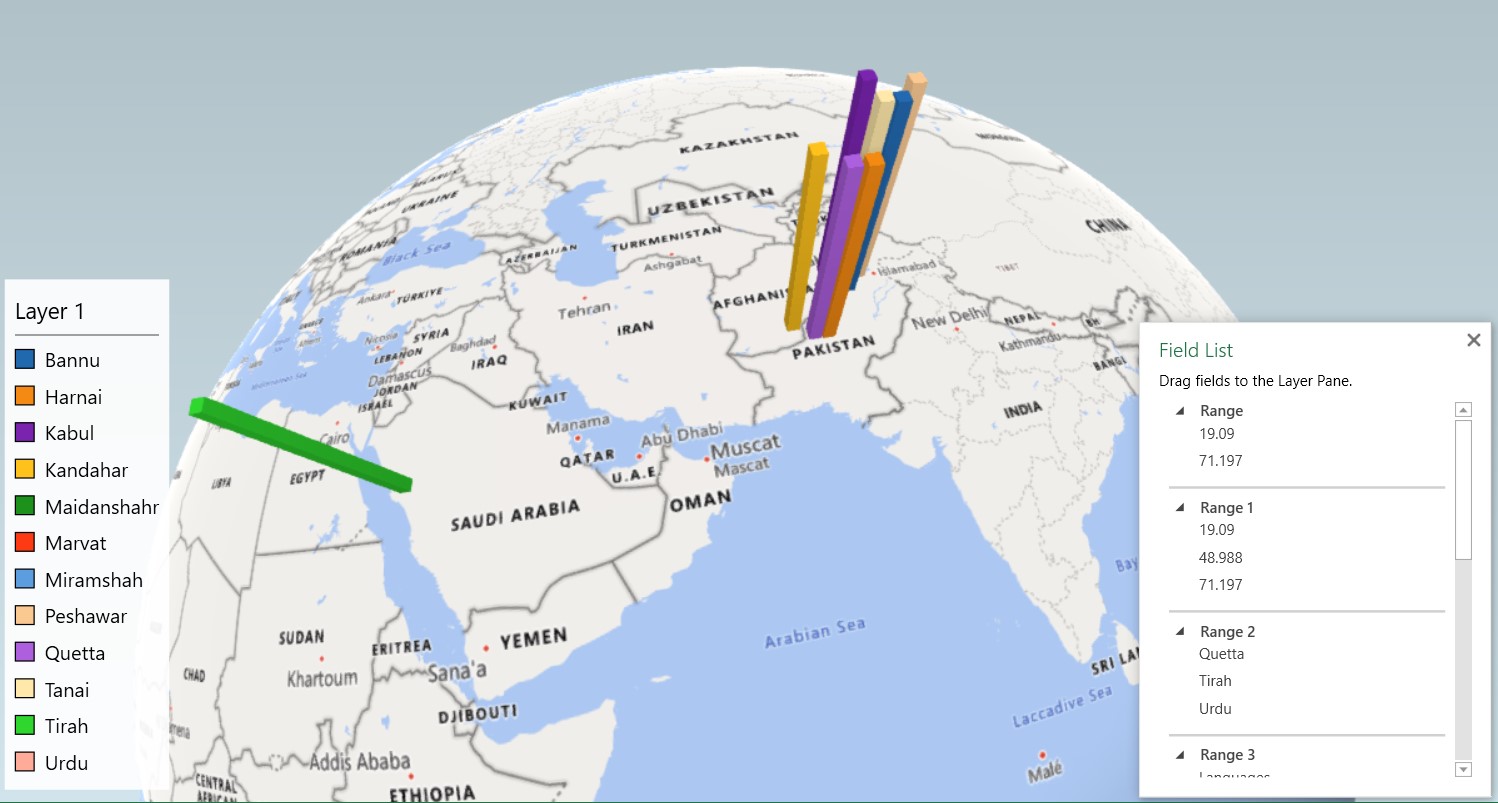 Layer 1
Bannu
Harnai
Kabul
Kandahar
Maidanshahr
Marvat
Miramshah
Peshawar
Quetta
Tanai
Tirah
Urdu
KAZAKHSTAN
UKRAINE
UZBEKISTAN
ROMANIA
Black Sea
AZERBAIJAN
TURKMENISTAN
CHINA
Ashgabat
Islamabad
TIBET
Ankara
TÜRKIYE
AFGHANIS
Tehran
IRAN
New Delhi
NEPAL
BH
Nicosia
SYRIA
LEBANON
Baghdad
IRAQ
PAKISTAN
Kathmandu
BANGL
Damascus
JORDAN
ISRAEL
KUWAIT
INDIA
Cairo
Manama
Abu Dhabi
Muscat
Mascat
QATAR
U.A.E.
LIBYA
EGYPT
OMAN
SAUDI ARABIA
Bay
SUDAN
ERITREA
YEMEN
Arabian Sea
CHAD
Khartoum
Sana'a
SRI LA
DJIBOUTI
Laccadive Sea
Addis Ababa
Malé
CENTRAL
AFRICAN
ETHIOPIA
Field List
Drag fields to the Layer Pane.
Range
19.09
71.197
Range 1
19.09
48.988
71.197
Range 2
Quetta
Tirah
Urdu
Range 3
Languages